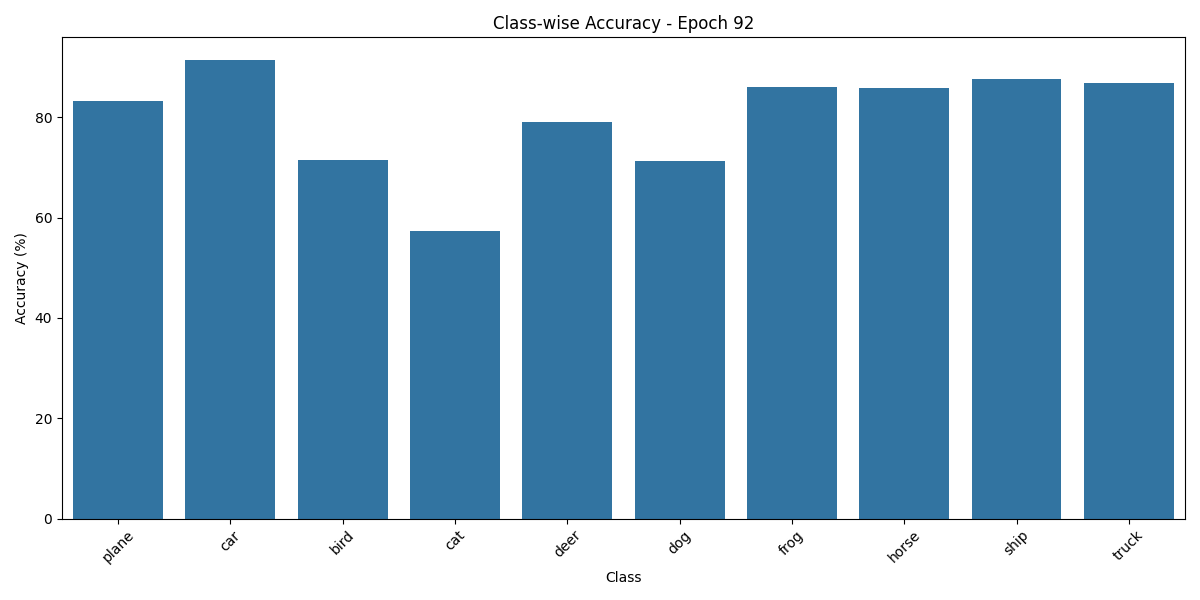 Class-wise Accuracy - Epoch 92
Accuracy (%)
80
60
40
20
0
plane
car
bird
cat
deer
dog
frog
horse
ship
truck
Class